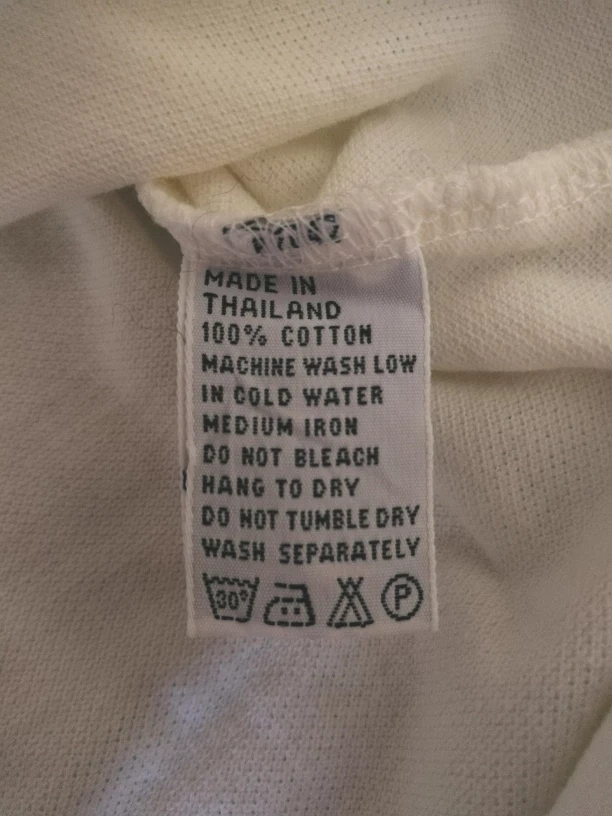 MADE IN
THAILAND
100% COTTON
MACHINE WASH LOW
IN COLD WATER
MEDIUM IRON
DO NOT BLEACH
HANG TO DRY
DO NOT TUMBLE DRY
WASH SEPARATELY
30° P